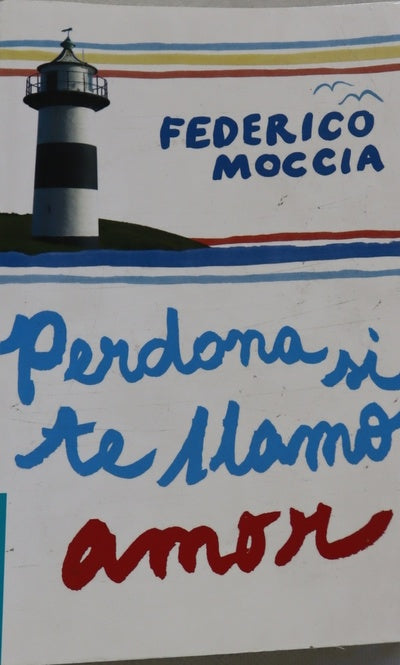 FEDERICO
MOCCIA
Perdona si
te llamo
amor